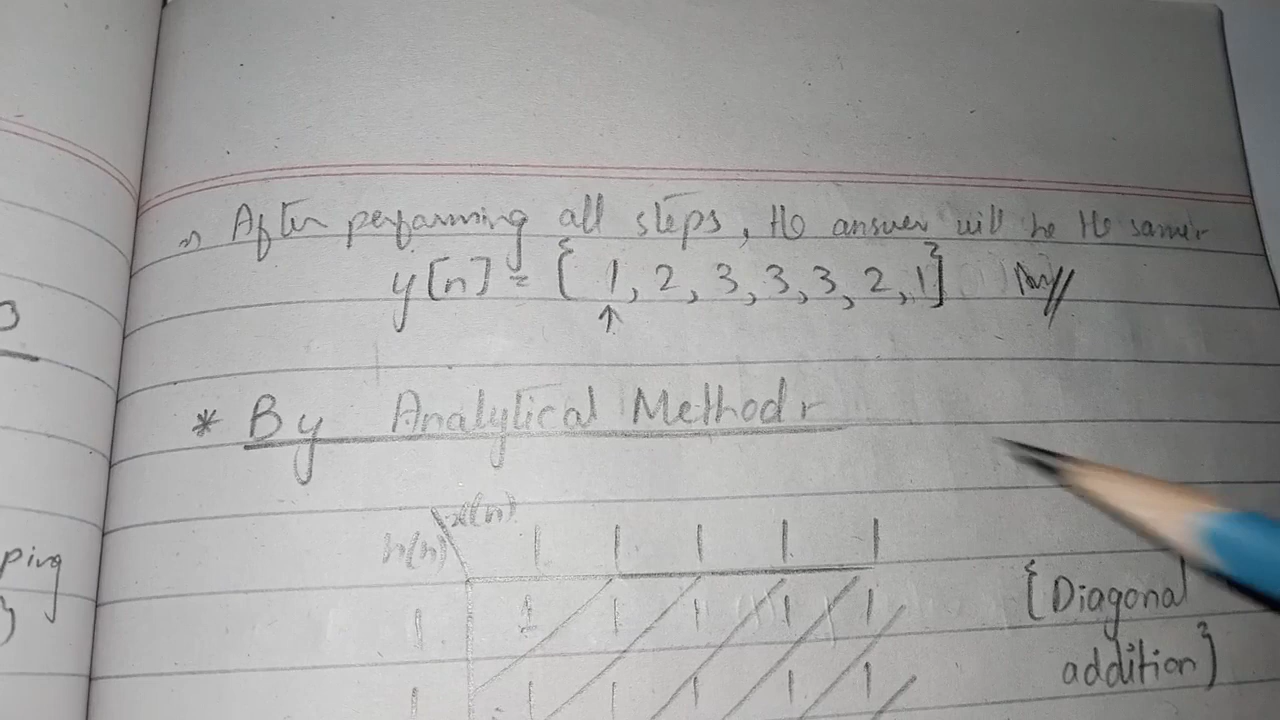 → After performing all steps, the answer will be the same:-
y[n] = { 1, 2, 3, 3, 3, 2, 1} Ans//
↑
* By Analytical Method :-
x(n)
h(n) 1 1 1 1 1
1 1 1 1 1 1
1 1 1 1 1 1
{Diagonal
addition}
ping
}